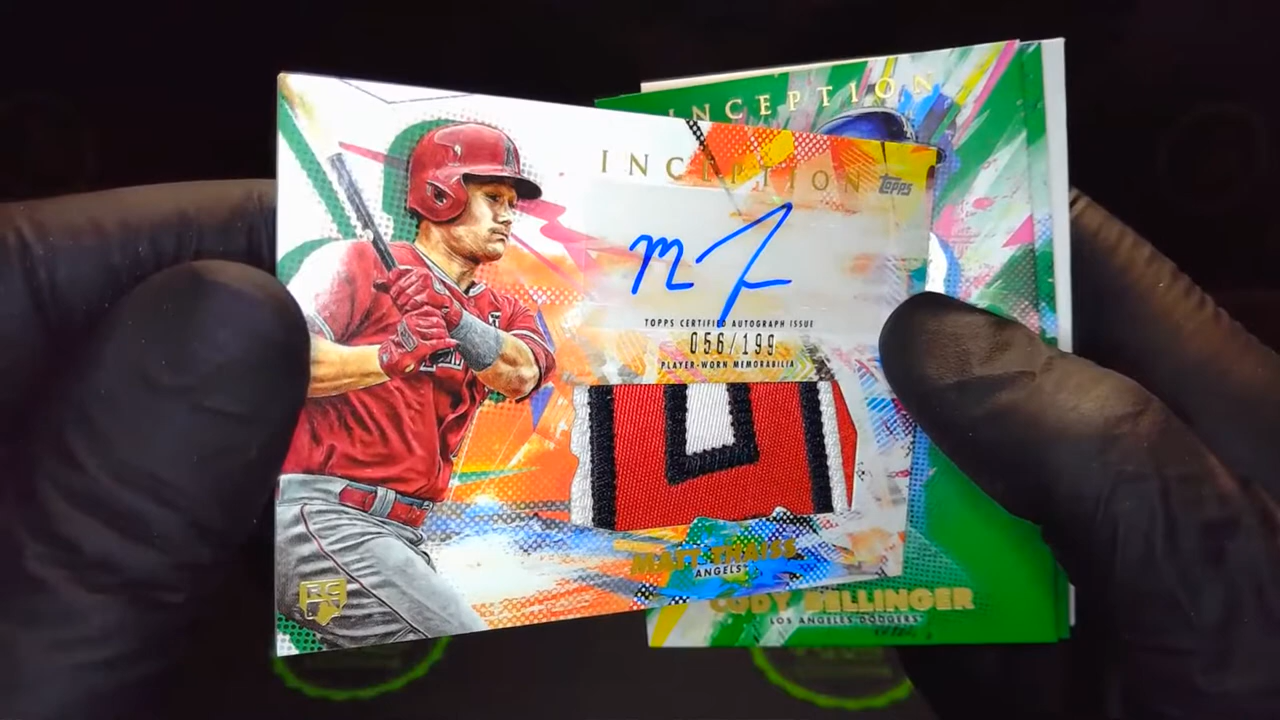 INCEPTION
INCEPTION
Topps
M T
TOPPS CERTIFIED AUTOGRAPH ISSUE
056/199
PLAYER-WORN MEMORABILIA
MATT THAISS
ANGELS
RC
CODY BELLINGER
LOS ANGELES DODGERS